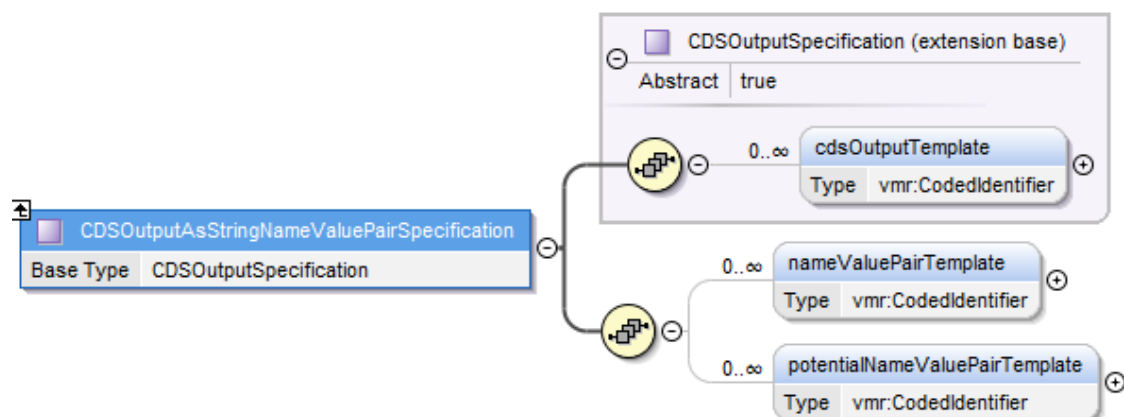 CDSOutputSpecification (extension base)
Abstract true
0..∞ cdsOutputTemplate
Type vmr:CodedIdentifier
CDSOutputAsStringNameValuePairSpecification
Base Type CDSOutputSpecification
0..∞ nameValuePairTemplate
Type vmr:CodedIdentifier
0..∞ potentialNameValuePairTemplate
Type vmr:CodedIdentifier